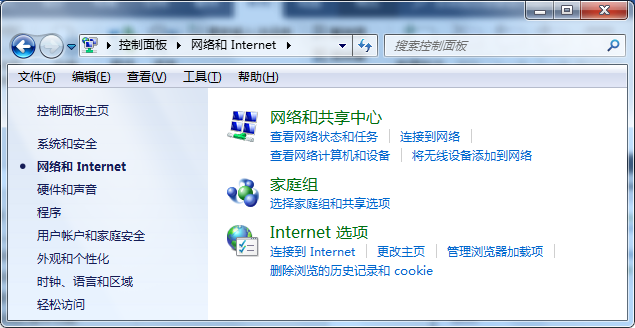 控制面板 ▸ 网络和 Internet ▸
搜索控制面板
文件(F) 编辑(E) 查看(V) 工具(T) 帮助(H)
控制面板主页
系统和安全
网络和 Internet
硬件和声音
程序
用户帐户和家庭安全
外观和个性化
时钟、语言和区域
轻松访问
网络和共享中心
查看网络状态和任务 连接到网络
查看网络计算机和设备 将无线设备添加到网络
家庭组
选择家庭组和共享选项
Internet 选项
连接到 Internet 更改主页 管理浏览器加载项
删除浏览的历史记录和 cookie